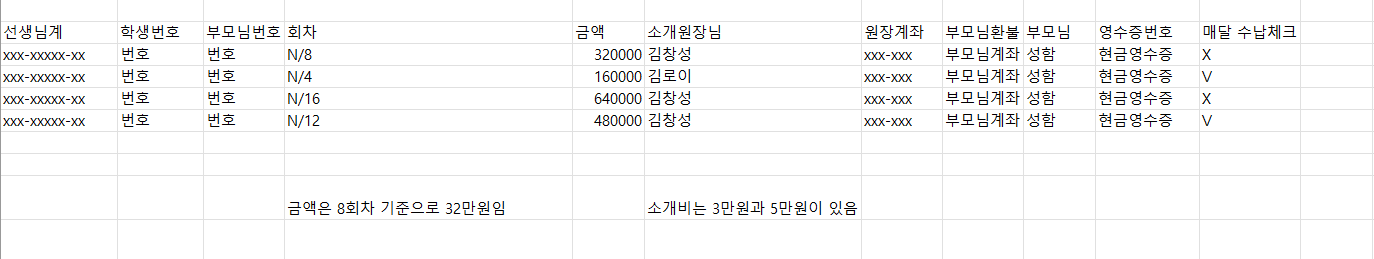 선생님계 학생번호 부모님번호 회차 금액 소개원장님 원장계좌 부모님환불 부모님 영수증번호 매달 수납체크
xxx-xxxxx-xx 번호 번호 N/8 320000 김창성 xxx-xxx 부모님계좌 성함 현금영수증 X
xxx-xxxxx-xx 번호 번호 N/4 160000 김로이 xxx-xxx 부모님계좌 성함 현금영수증 V
xxx-xxxxx-xx 번호 번호 N/16 640000 김창성 xxx-xxx 부모님계좌 성함 현금영수증 X
xxx-xxxxx-xx 번호 번호 N/12 480000 김창성 xxx-xxx 부모님계좌 성함 현금영수증 V
금액은 8회차 기준으로 32만원임 소개비는 3만원과 5만원이 있음